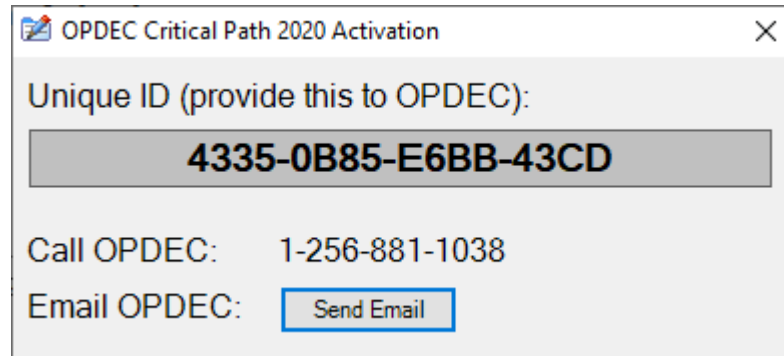 OPDEC Critical Path 2020 Activation
Unique ID (provide this to OPDEC):
4335-0B85-E6BB-43CD
Call OPDEC: 1-256-881-1038
Email OPDEC: Send Email